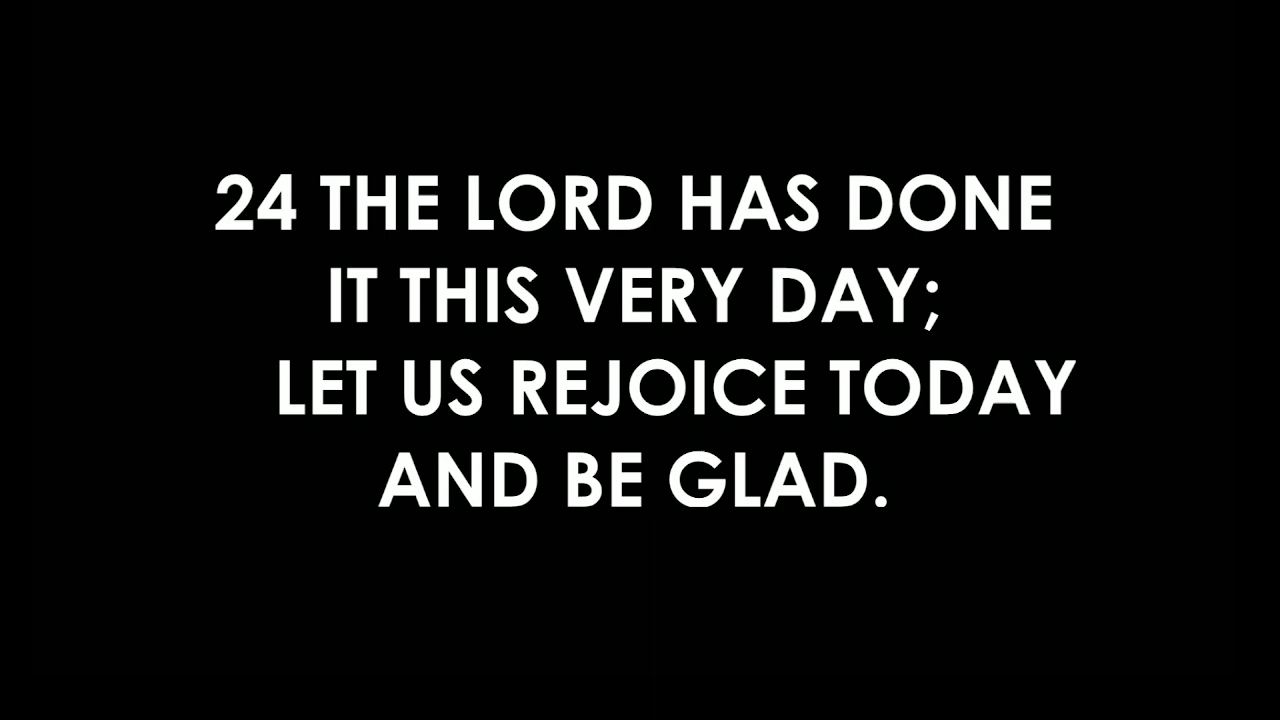 24 THE LORD HAS DONE
IT THIS VERY DAY;
LET US REJOICE TODAY
AND BE GLAD.